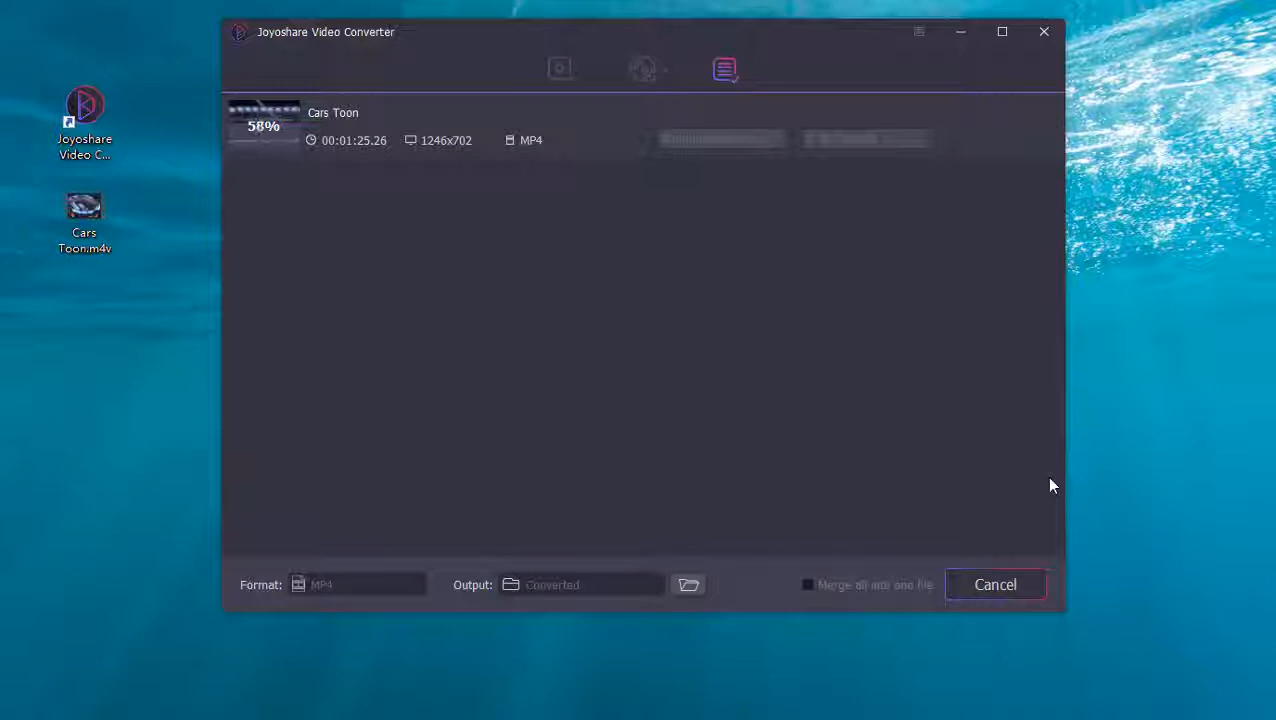 Joyoshare Video Converter
Joyoshare
Video C...
Cars
Toon.m4v
Cars Toon
58%
00:01:25.26 1246x702 MP4
Format: MP4 Output: Converted Merge all into one file Cancel